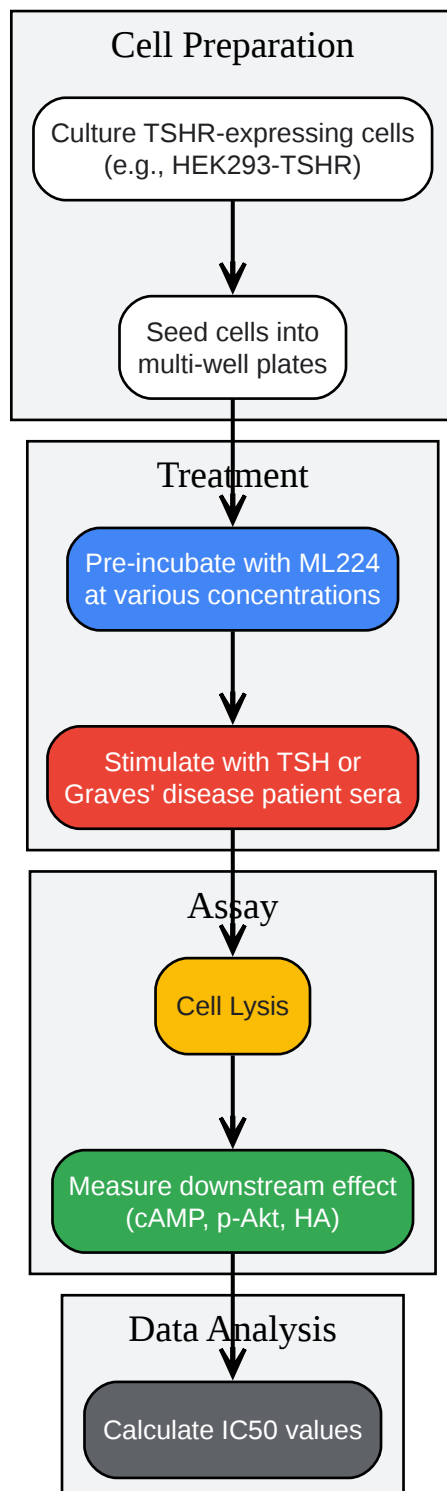 Cell Preparation
Culture TSHR-expressing cells
(e.g., HEK293-TSHR)
Seed cells into
multi-well plates
Treatment
Pre-incubate with ML224
at various concentrations
Stimulate with TSH or
Graves' disease patient sera
Assay
Cell Lysis
Measure downstream effect
(cAMP, p-Akt, HA)
Data Analysis
Calculate IC50 values